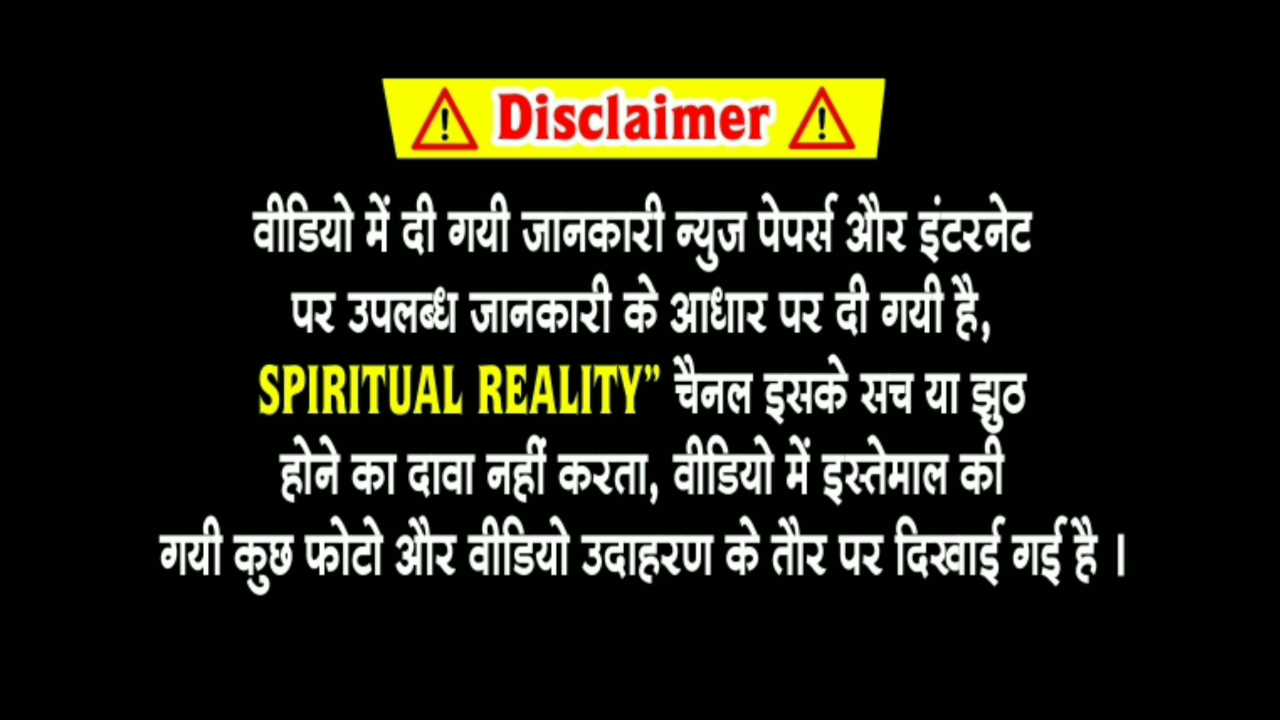 Disclaimer
वीडियो में दी गयी जानकारी न्युज पेपर्स और इंटरनेट
पर उपलब्ध जानकारी के आधार पर दी गयी है,
SPIRITUAL REALITY” चैनल इसके सच या झुठ
होने का दावा नहीं करता, वीडियो में इस्तेमाल की
गयी कुछ फोटो और वीडियो उदाहरण के तौर पर दिखाई गई है ।